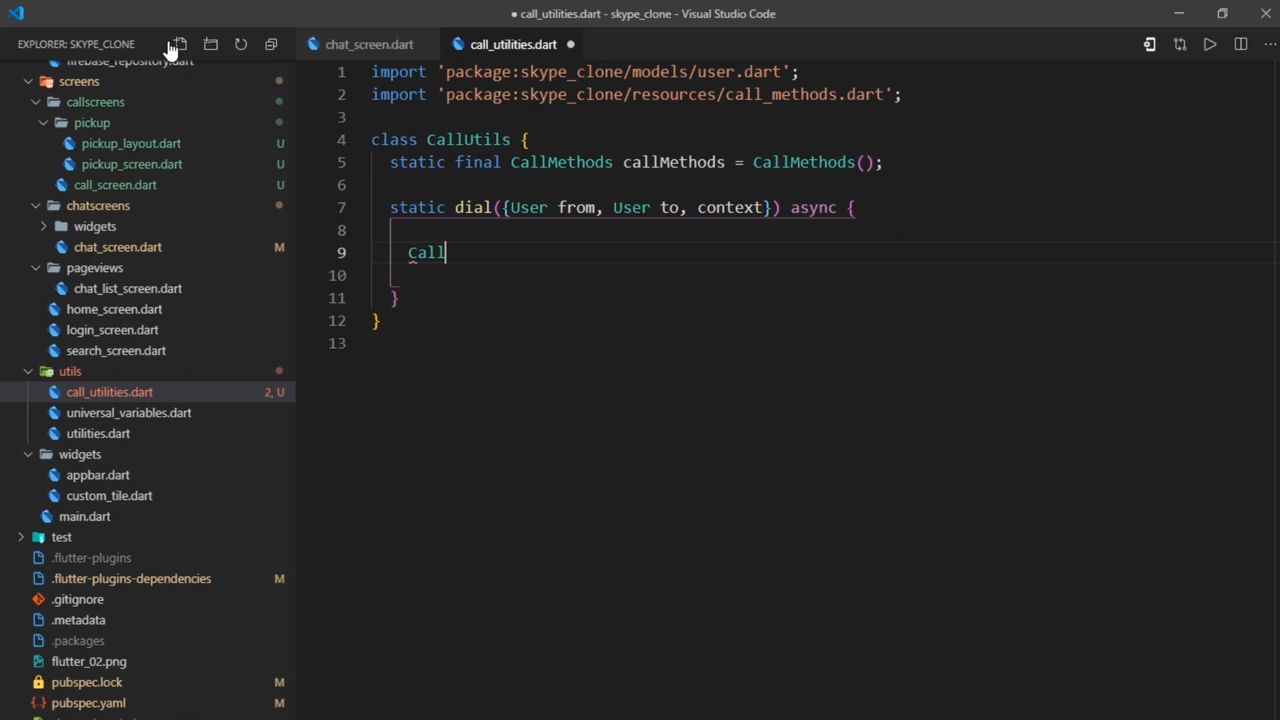 ● call_utilities.dart - skype_clone - Visual Studio Code
EXPLORER: SKYPE_CLONE
chat_screen.dart
call_utilities.dart ●
firebase_repository.dart
screens
callscreens
pickup
pickup_layout.dart U
pickup_screen.dart U
call_screen.dart U
chatscreens
widgets
chat_screen.dart M
pageviews
chat_list_screen.dart
home_screen.dart
login_screen.dart
search_screen.dart
utils
call_utilities.dart 2, U
universal_variables.dart
utilities.dart
widgets
appbar.dart
custom_tile.dart
main.dart
test
.flutter-plugins
.flutter-plugins-dependencies M
.gitignore
.metadata
.packages
flutter_02.png
pubspec.lock M
pubspec.yaml M
1 import 'package:skype_clone/models/user.dart';
2 import 'package:skype_clone/resources/call_methods.dart';
3
4 class CallUtils {
5 static final CallMethods callMethods = CallMethods();
6
7 static dial({User from, User to, context}) async {
8
9 Call
10
11 }
12 }
13